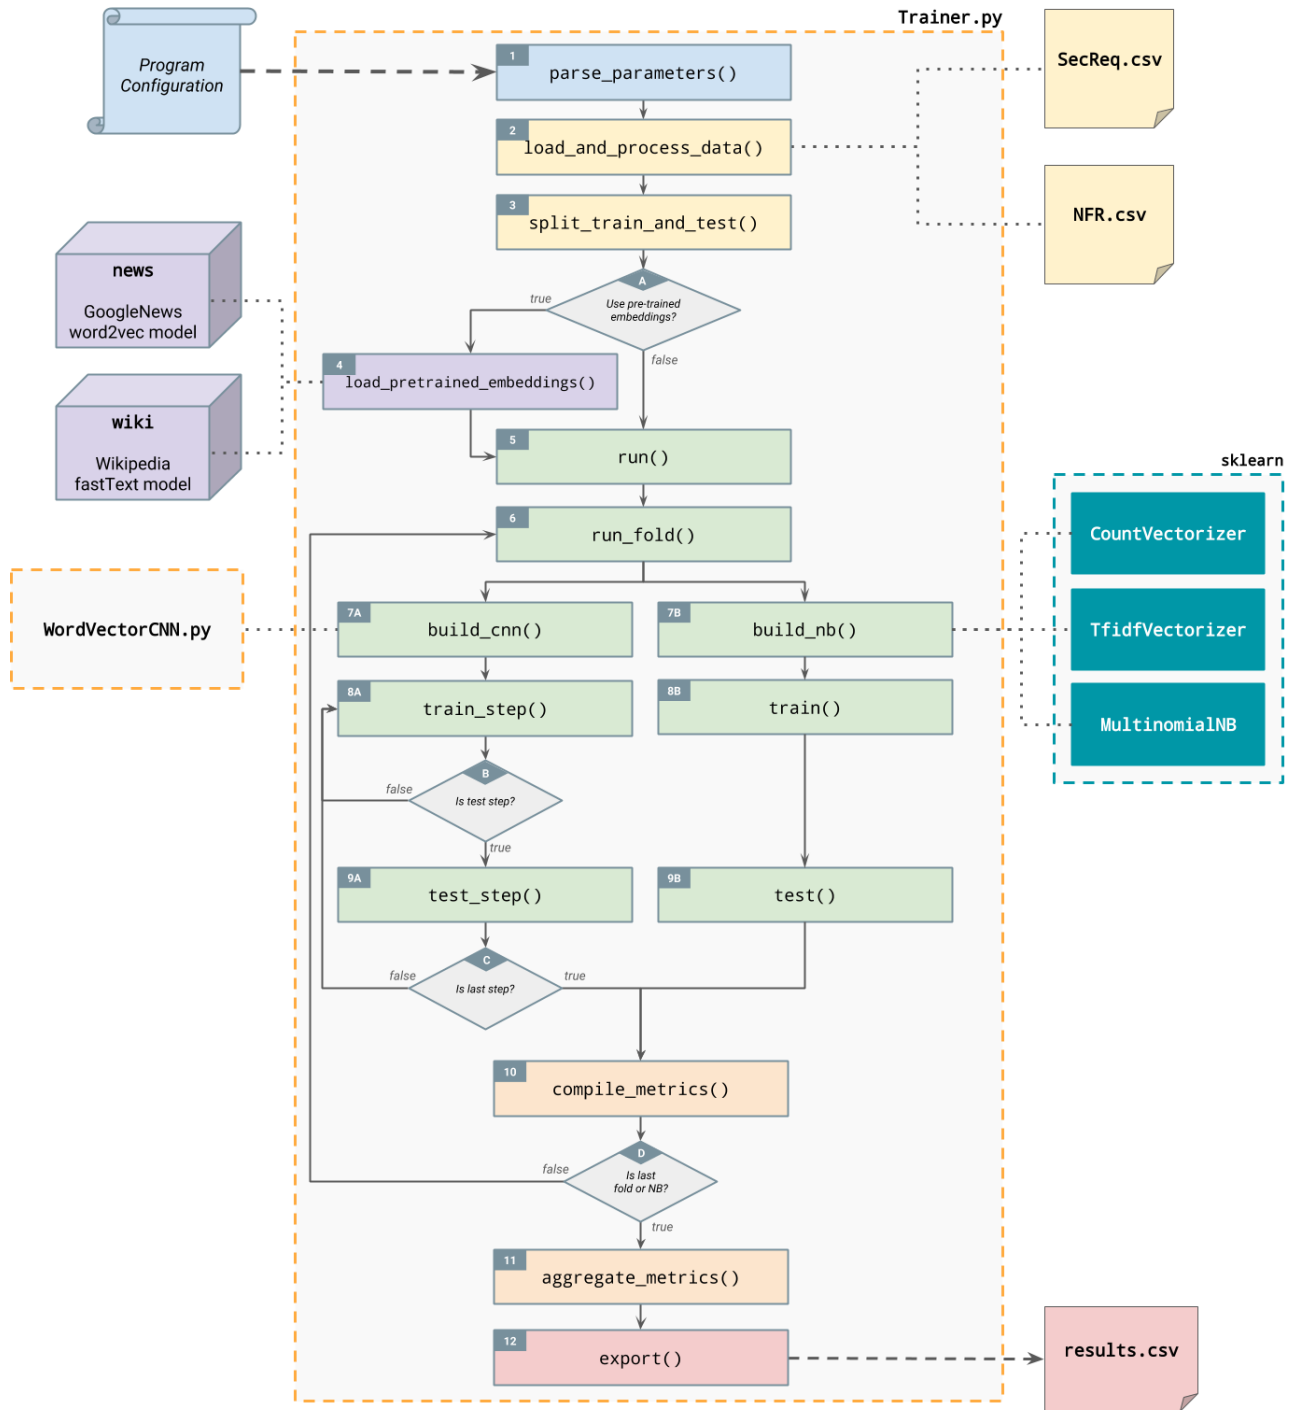 Trainer.py
Program
Configuration
1
parse_parameters()
SecReq.csv
2
load_and_process_data()
3
split_train_and_test()
NFR.csv
A
Use pre-trained
embeddings?
true
false
news
GoogleNews
word2vec model
4
load_pretrained_embeddings()
wiki
Wikipedia
fastText model
5
run()
sklearn
6
run_fold()
CountVectorizer
WordVectorCNN.py
7A
build_cnn()
7B
build_nb()
TfidfVectorizer
8A
train_step()
8B
train()
MultinomialNB
B
Is test step?
false
true
9A
test_step()
9B
test()
C
Is last step?
false
true
10
compile_metrics()
D
Is last
fold or NB?
false
true
11
aggregate_metrics()
12
export()
results.csv